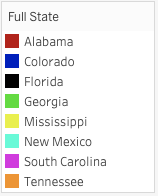 Full State
Alabama
Colorado
Florida
Georgia
Mississippi
New Mexico
South Carolina
Tennessee